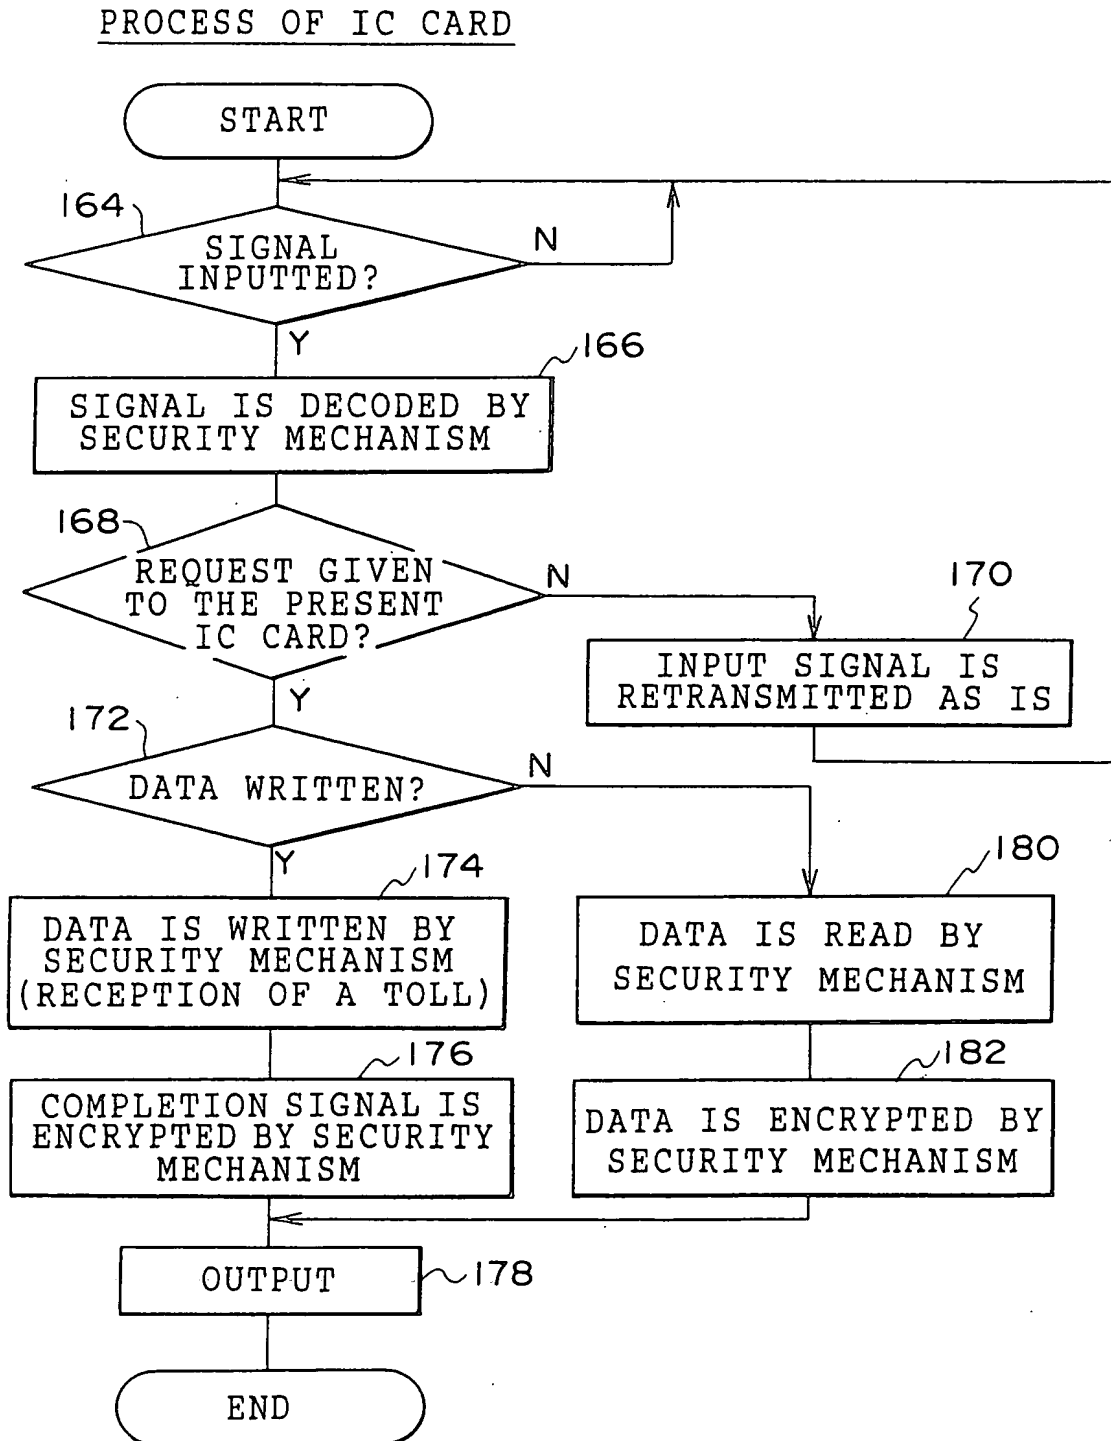 PROCESS OF IC CARD
START
164
SIGNAL
INPUTTED?
N
Y
166
SIGNAL IS DECODED BY
SECURITY MECHANISM
168
REQUEST GIVEN
TO THE PRESENT
IC CARD?
N
Y
170
INPUT SIGNAL IS
RETRANSMITTED AS IS
172
DATA WRITTEN?
N
Y
174
DATA IS WRITTEN BY
SECURITY MECHANISM
(RECEPTION OF A TOLL)
180
DATA IS READ BY
SECURITY MECHANISM
176
COMPLETION SIGNAL IS
ENCRYPTED BY SECURITY
MECHANISM
182
DATA IS ENCRYPTED BY
SECURITY MECHANISM
OUTPUT
178
END